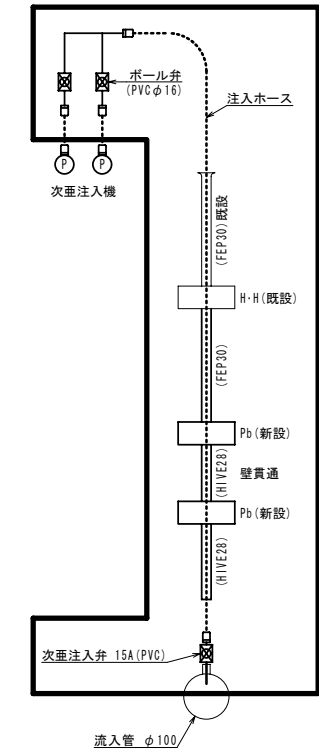 ボール弁
(PVCφ16)
注入ホース
P P
次亜注入機
(FEP30)既設
H・H(既設)
(FEP30)
Pb(新設)
(HIVE28)
壁貫通
Pb(新設)
(HIVE28)
次亜注入弁 15A(PVC)
流入管 φ100